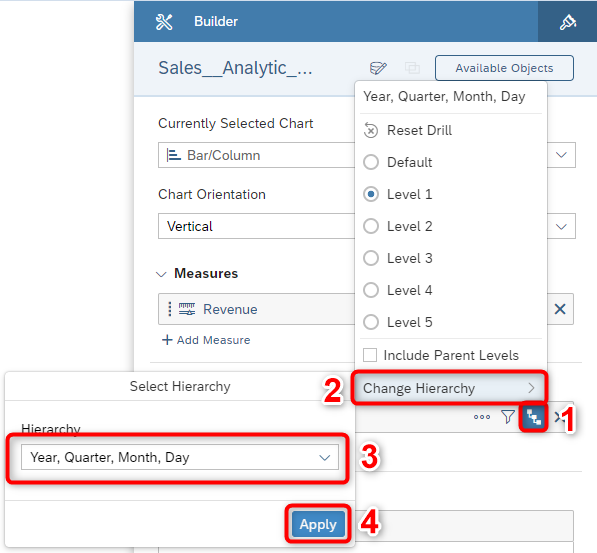 Builder
Sales__Analytic_...
Available Objects
Year, Quarter, Month, Day
Currently Selected Chart
Reset Drill
Bar/Column
Default
Chart Orientation
Level 1
Vertical
Level 2
Level 3
Measures
Level 4
Revenue
Level 5
+ Add Measure
Include Parent Levels
Select Hierarchy
2
Change Hierarchy
1
Hierarchy
Year, Quarter, Month, Day
3
Apply
4